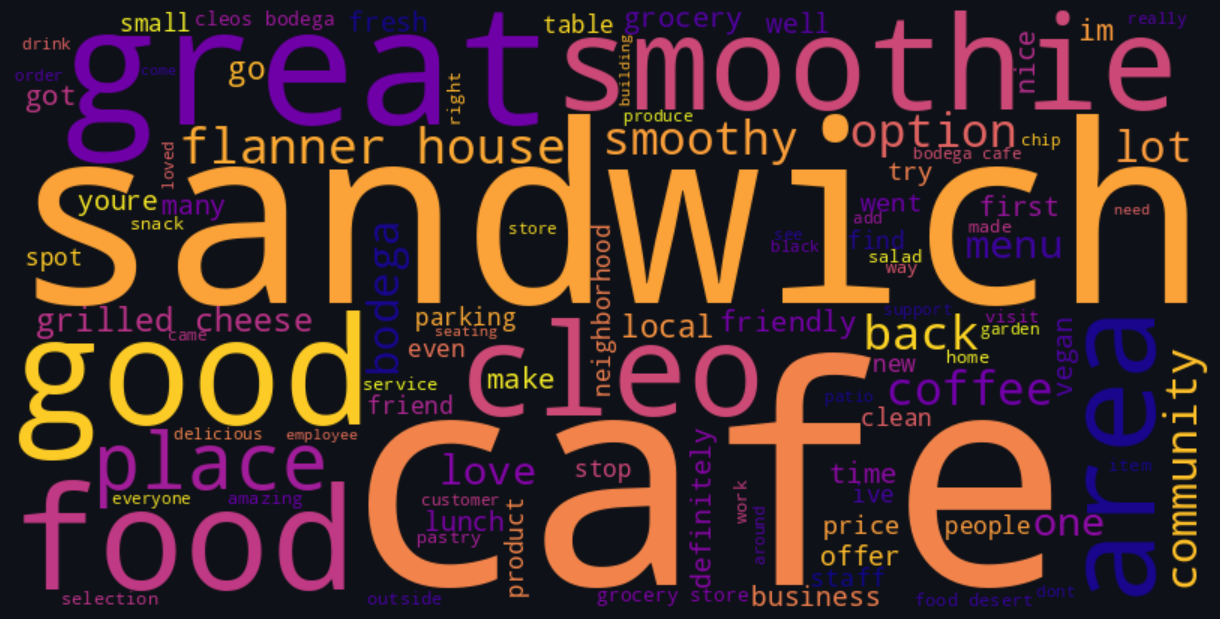 small
cleos bodega
fresh
table
grocery
well
im
really
drink
great
smoothie
order
come
go
building
nice
got
right
produce
flanner house
smoothy
option
chip
lot
loved
bodega cafe
try
sandwich
youre
many
snack
store
went
add
first
made
need
see
black
find
menu
spot
bodega
neighborhood
salad
way
grilled cheese
came
parking
seating
local
friendly
support
visit
back
garden
area
good
even
cleo
make
home
new
vegan
community
service
friend
patio
coffee
clean
delicious
employee
place
cafe
love
stop
definitely
time
item
everyone
amazing
customer
ive
food
lunch
pastry
product
work
around
price
people
one
offer
staff
selection
outside
grocery store
business
food desert
dont